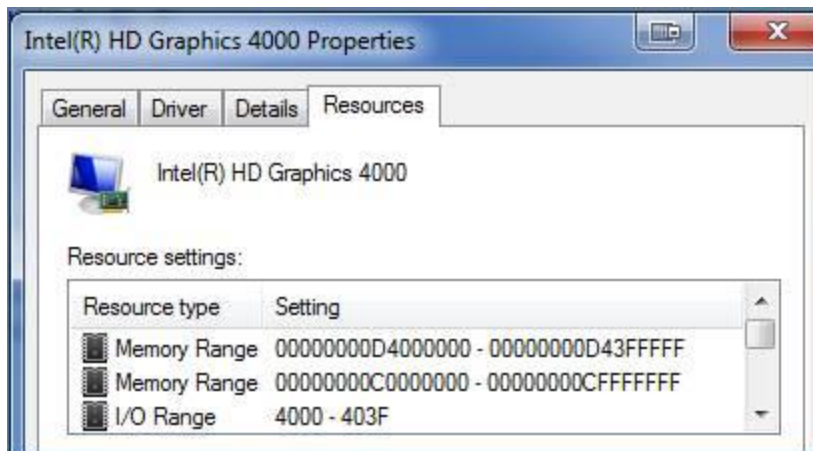 Intel(R) HD Graphics 4000 Properties
General Driver Details Resources
Intel(R) HD Graphics 4000
Resource settings:
Resource type Setting
Memory Range 00000000D4000000 - 00000000D43FFFFF
Memory Range 00000000C0000000 - 00000000CFFFFFFF
I/O Range 4000 - 403F